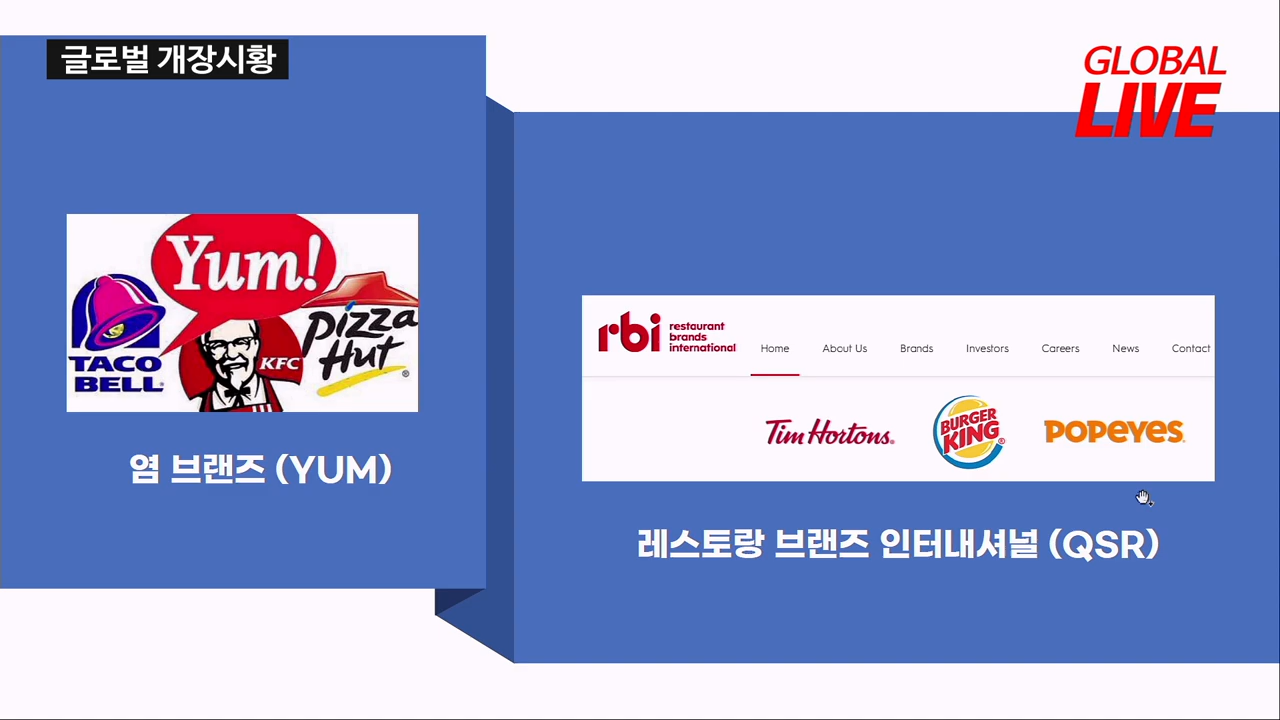 글로벌 개장시황
GLOBAL
LIVE
Yum!
TACO
BELL
KFC
Pizza
Hut
염 브랜즈 (YUM)
rbi restaurant
brands
international
Home About Us Brands Investors Careers News Contact
Tim Hortons.
BURGER
KING
POPEYES
레스토랑 브랜즈 인터내셔널 (QSR)